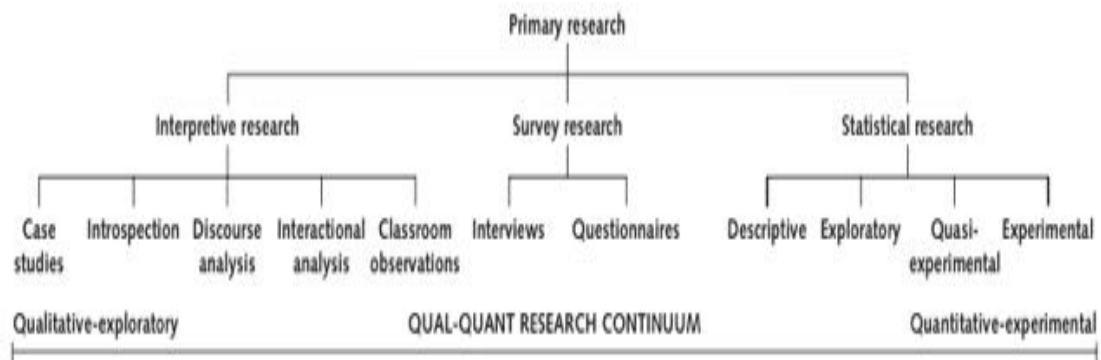 Primary research
Interpretive research Survey research Statistical research
Case studies Introspection Discourse analysis Interactional analysis Classroom observations Interviews Questionnaires Descriptive Exploratory Quasi-experimental Experimental
Qualitative-exploratory QUAL-QUANT RESEARCH CONTINUUM Quantitative-experimental